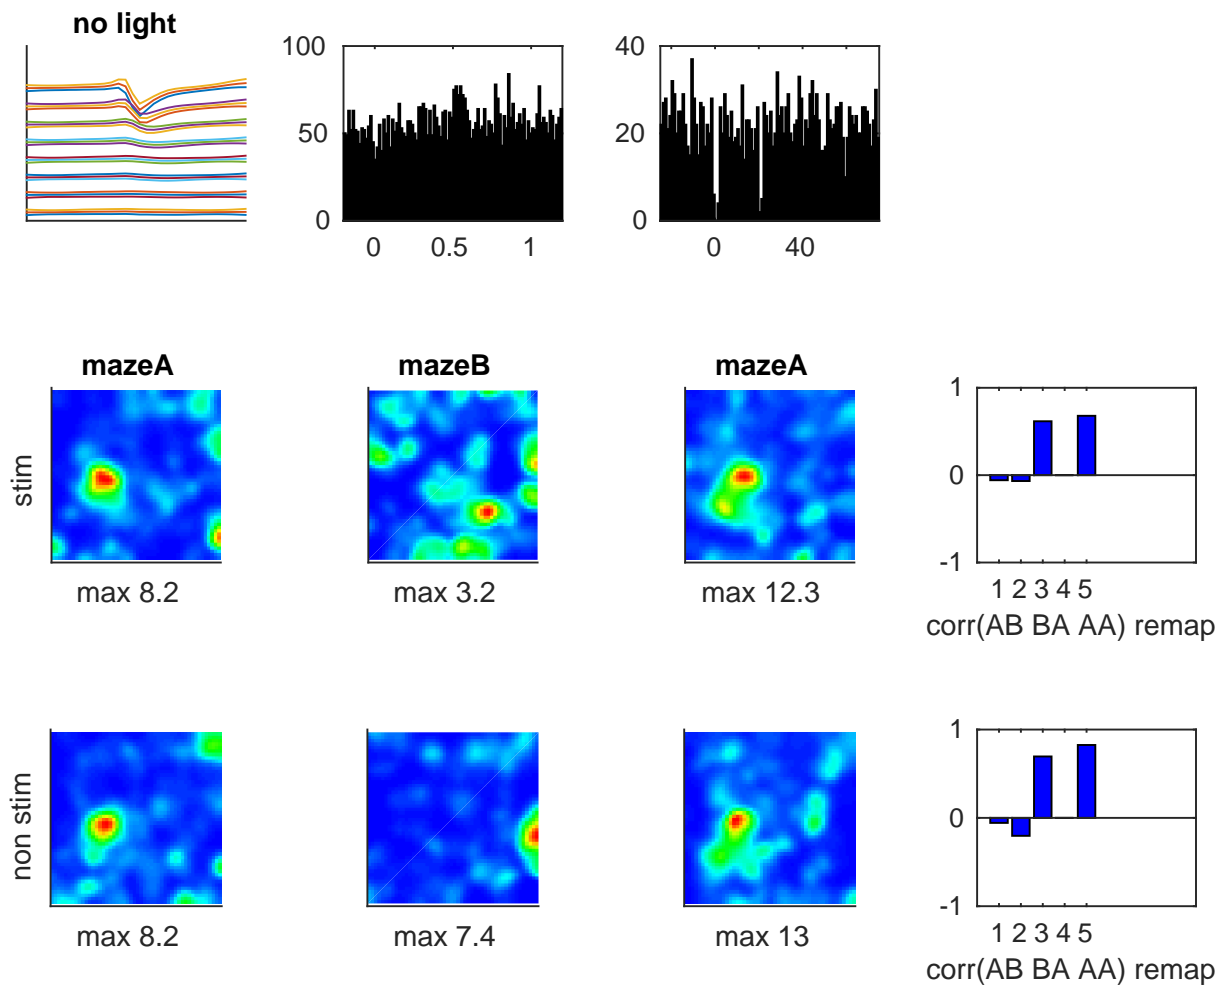 no light
100
50
0
0 0.5 1
40
20
0
0 40
mazeA mazeB mazeA
stim
max 8.2 max 3.2 max 12.3
1
0
-1
1 2 3 4 5
corr(AB BA AA) remap
non stim
max 8.2 max 7.4 max 13
1
0
-1
1 2 3 4 5
corr(AB BA AA) remap